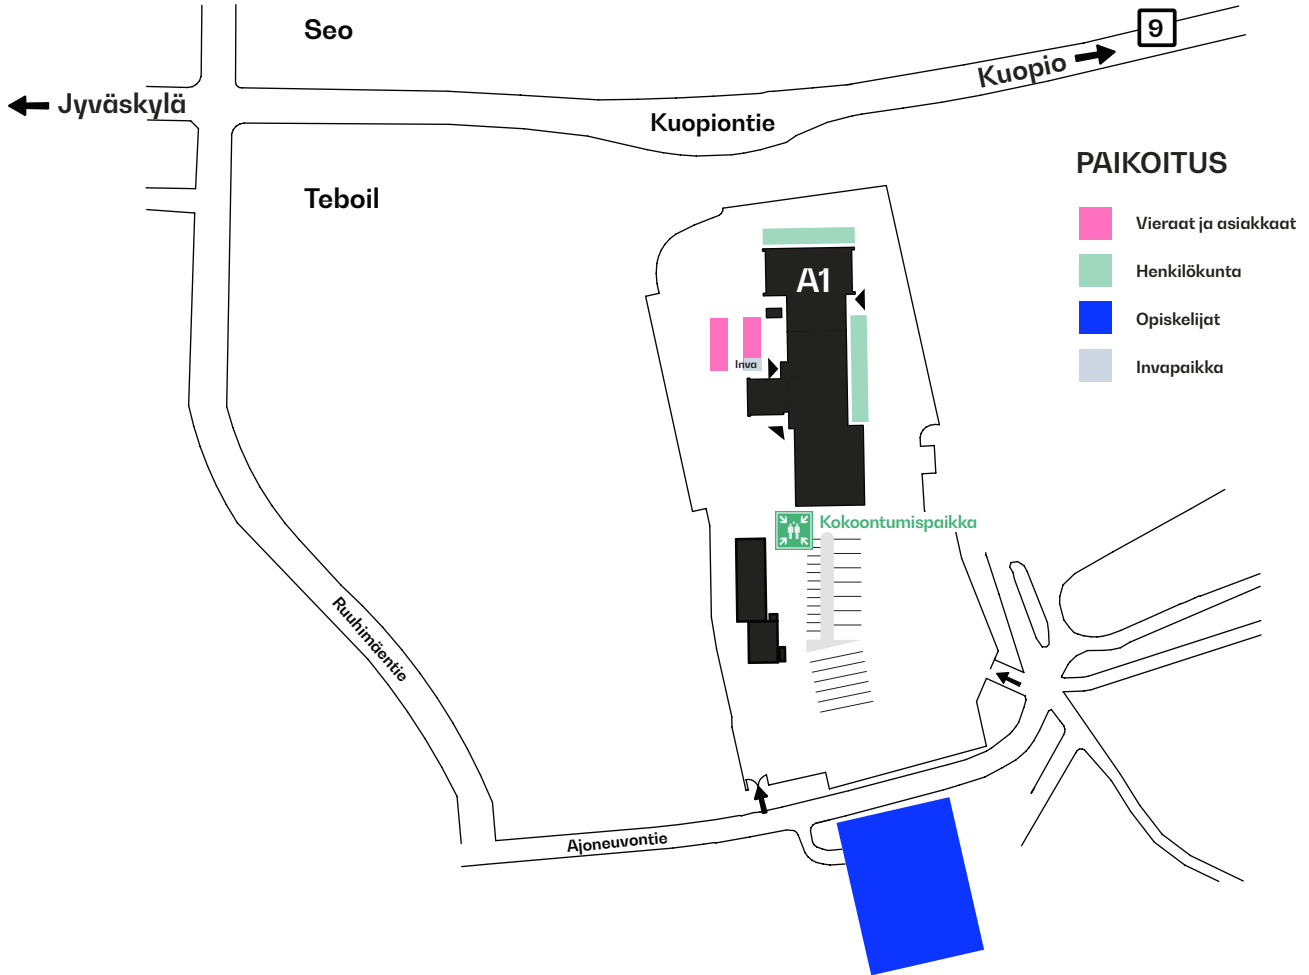 Seo
9
Kuopio
Jyväskylä
Kuopiontie
PAIKOITUS
Teboil
Vieraat ja asiakkaat
A1
Henkilökunta
Opiskelijat
Inva
Invapaikka
Kokoontumispaikka
Ruuhimäentie
Ajoneuvontie